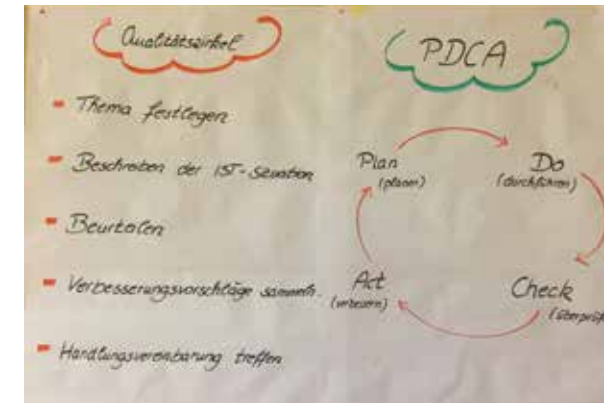 Qualitätszirkel
- Thema festlegen
- Beschreiben der IST-Situation
- Beurteilen
- Verbesserungsvorschläge sammeln.
- Handlungsvereinbarung treffen
PDCA
Plan
(planen)
Do
(durchführen)
Check
(überprüf
Act
(verbessern)